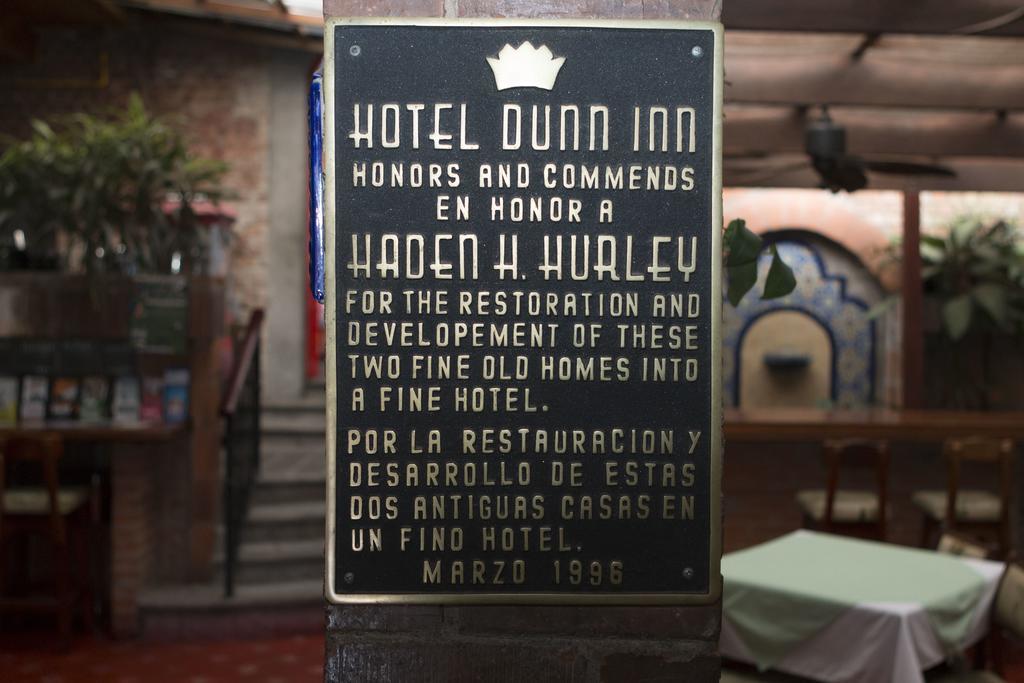 HOTEL DUNN INN
HONORS AND COMMENDS
EN HONOR A
HADEN H. HURLEY
FOR THE RESTORATION AND
DEVELOPEMENT OF THESE
TWO FINE OLD HOMES INTO
A FINE HOTEL.
POR LA RESTAURACION Y
DESARROLLO DE ESTAS
DOS ANTIGUAS CASAS EN
UN FINO HOTEL.
MARZO 1996